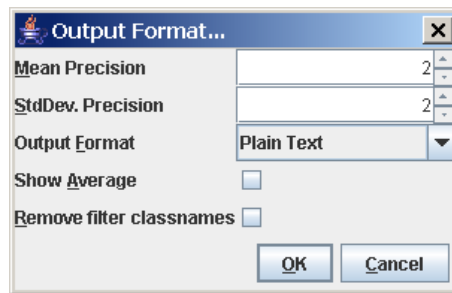 Output Format...
Mean Precision 2
StdDev. Precision 2
Output Format Plain Text
Show Average
Remove filter classnames
OK Cancel